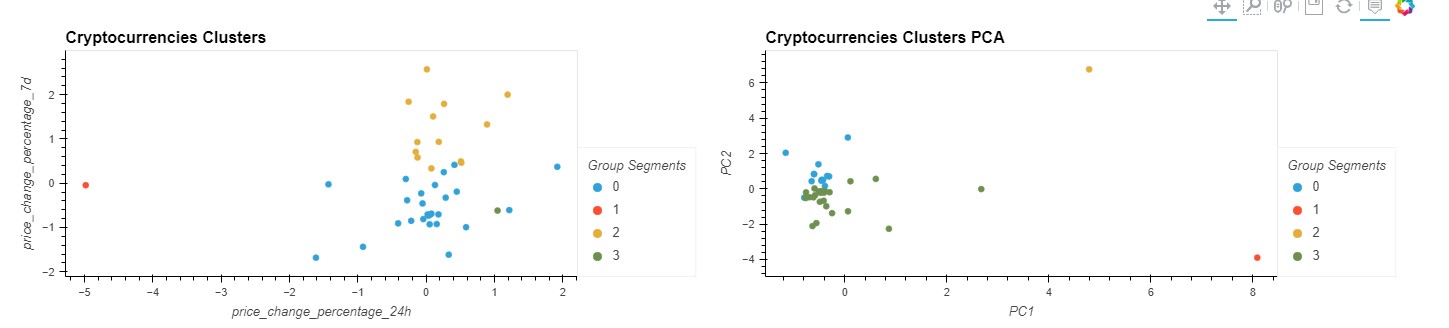 Cryptocurrencies Clusters
price_change_percentage_7d
2
1
0
−1
−2
−5 −4 −3 −2 −1 0 1 2
price_change_percentage_24h
Group Segments
0
1
2
3
Cryptocurrencies Clusters PCA
PC2
6
4
2
0
−2
−4
0 2 4 6 8
PC1
Group Segments
0
1
2
3